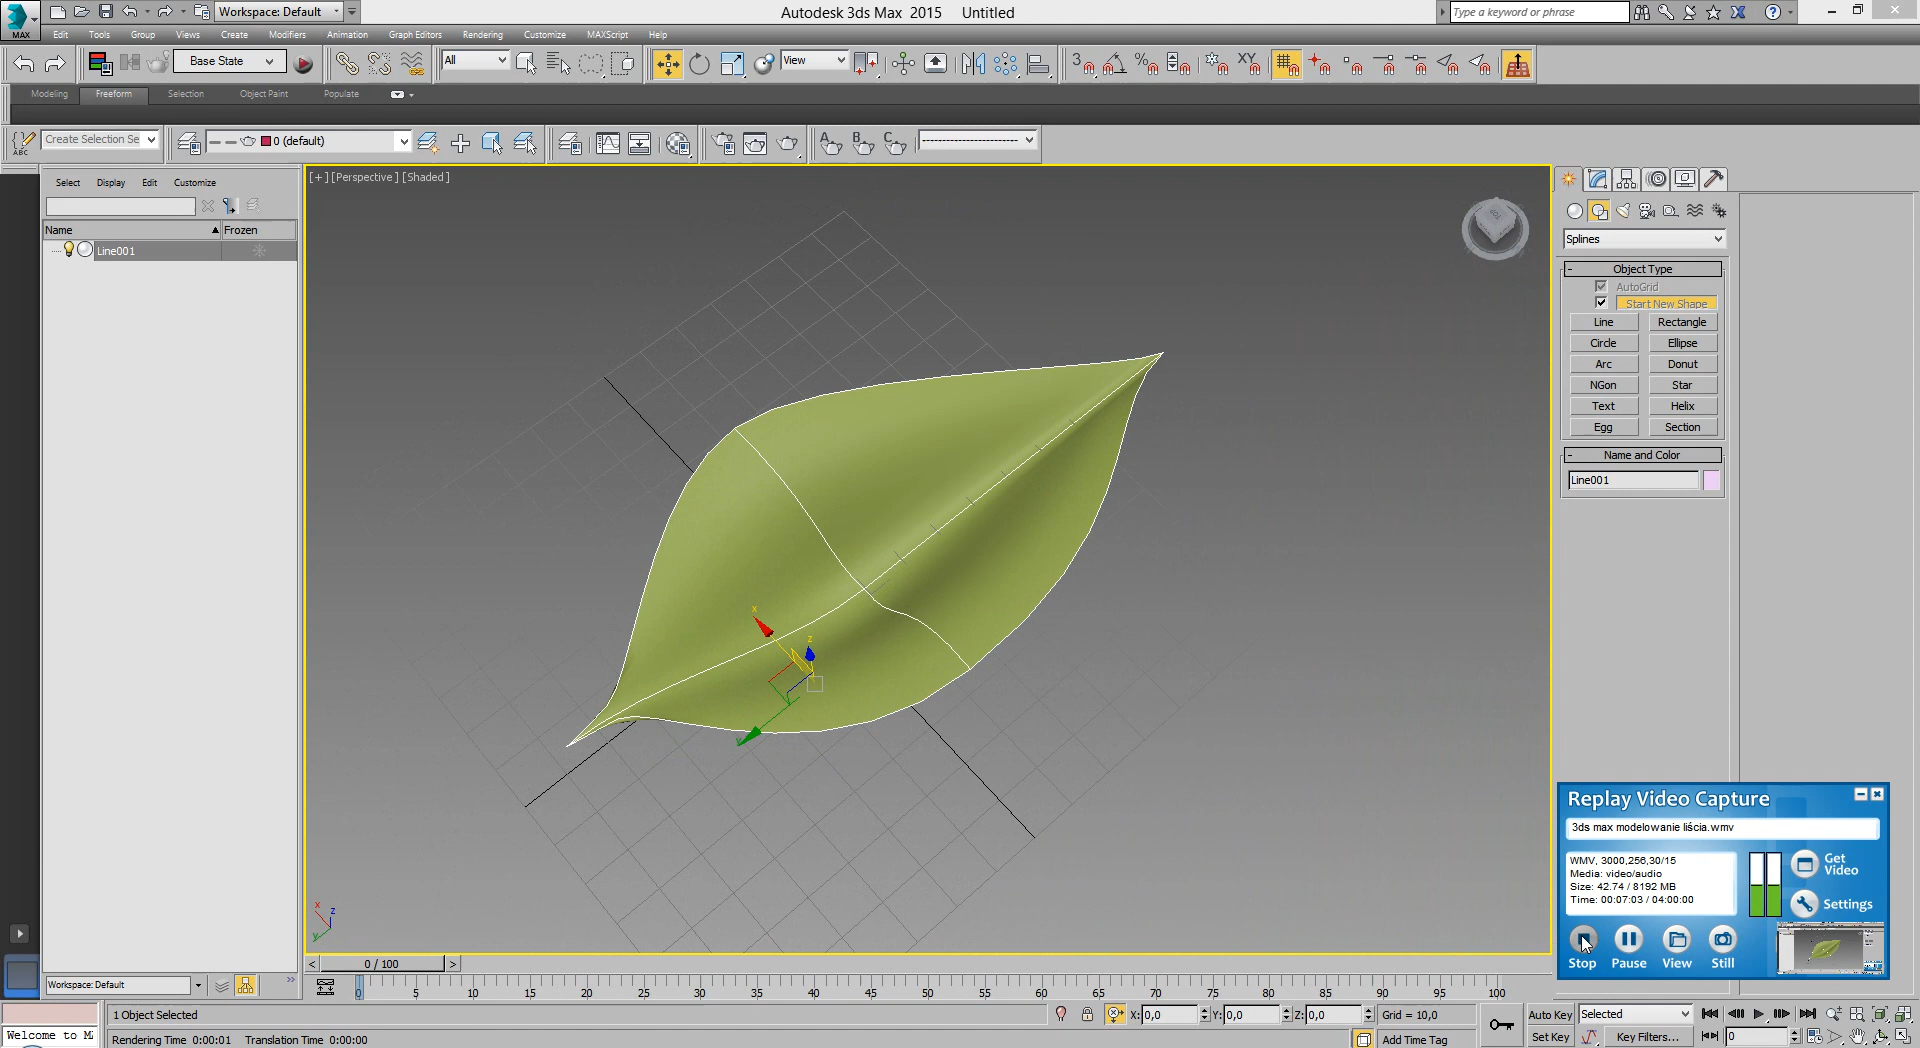 Workspace: Default
Autodesk 3ds Max 2015 Untitled
Type a keyword or phrase
MAX
Edit Tools Group Views Create Modifiers Animation Graph Editors Rendering Customize MAXScript Help
Base State
All
View
3
%
XY
Modeling Freeform Selection Object Paint Populate
ABC
Create Selection Se
0 (default)
A B C
Select Display Edit Customize
Name Frozen
Line001
[+] [Perspective] [Shaded]
x
z
y
x
z
y
Splines
Object Type
AutoGrid
Start New Shape
Line Rectangle
Circle Ellipse
Arc Donut
NGon Star
Text Helix
Egg Section
Name and Color
Line001
Replay Video Capture
3ds max modelowanie liścia.wmv
WMV, 3000,256,30/15
Media: video/audio
Size: 42.74 / 8192 MB
Time: 00:07:03 / 04:00:00
Get Video
Settings
Stop Pause View Still
< 0 / 100 >
Workspace: Default
0 5 10 15 20 25 30 35 40 45 50 55 60 65 70 75 80 85 90 95 100
1 Object Selected
X: 0,0 Y: 0,0 Z: 0,0 Grid = 10,0
Auto Key Selected
Welcome to M
Rendering Time 0:00:01 Translation Time 0:00:00
Add Time Tag
Set Key Key Filters... 0